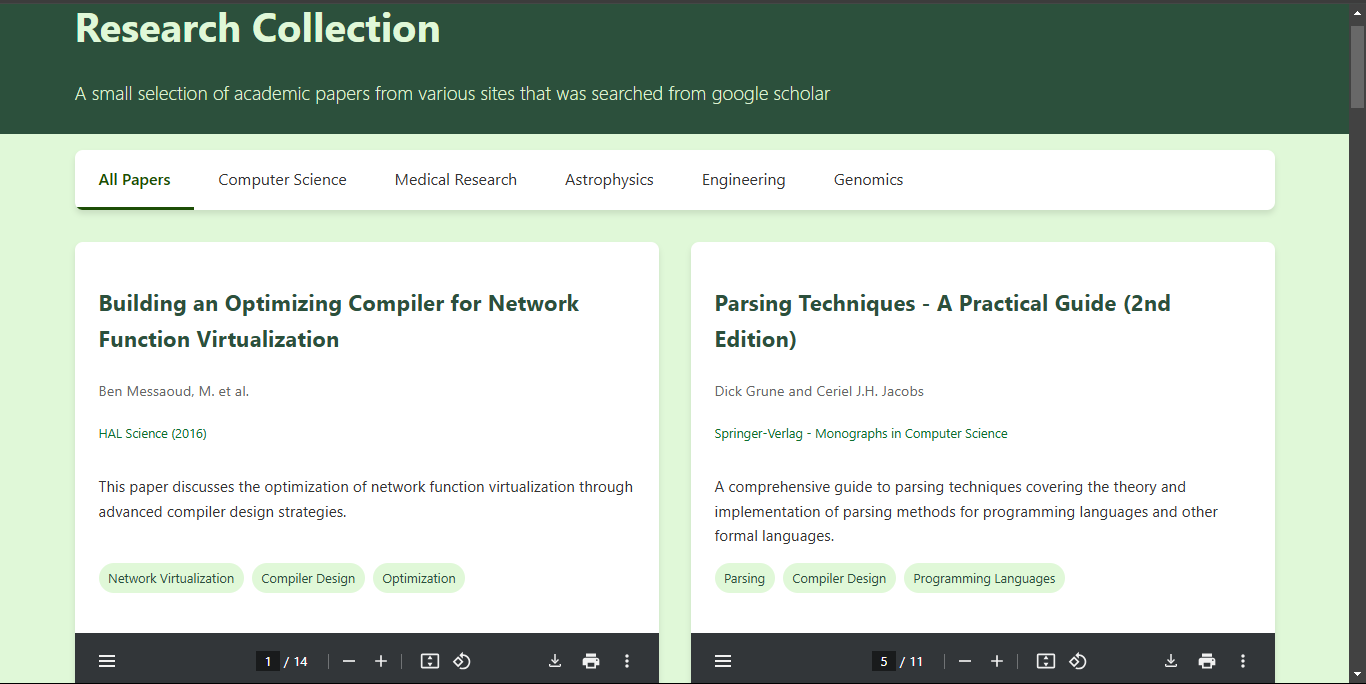 Research Collection
A small selection of academic papers from various sites that was searched from google scholar
All Papers Computer Science Medical Research Astrophysics Engineering Genomics
Building an Optimizing Compiler for Network
Function Virtualization
Ben Messaoud, M. et al.
HAL Science (2016)
This paper discusses the optimization of network function virtualization through
advanced compiler design strategies.
Network Virtualization Compiler Design Optimization
1 / 14
Parsing Techniques - A Practical Guide (2nd
Edition)
Dick Grune and Ceriel J.H. Jacobs
Springer-Verlag - Monographs in Computer Science
A comprehensive guide to parsing techniques covering the theory and
implementation of parsing methods for programming languages and other
formal languages.
Parsing Compiler Design Programming Languages
5 / 11